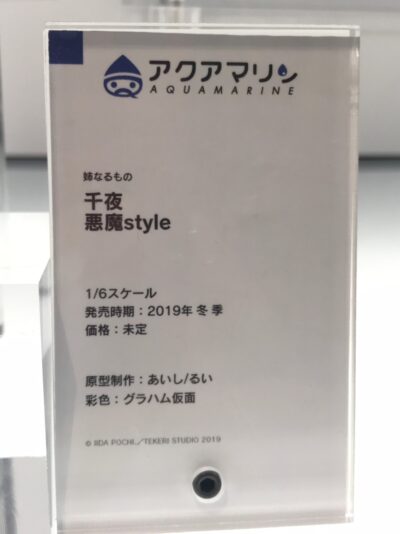 アクアマリン
AQUAMARINE
姉なるもの
千夜
悪魔style
1/6スケール
発売時期：2019年 冬 季
価格：未定
原型制作：あいし/るい
彩色：グラハム仮面
© IIDA POCHI.／TEKERI STUDIO 2019